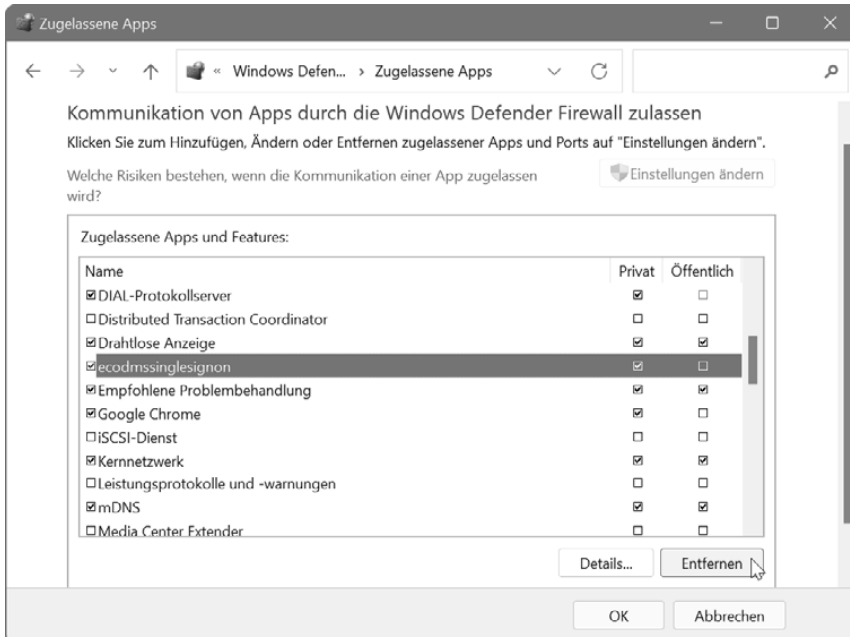 Zugelassene Apps
« Windows Defen... › Zugelassene Apps
Kommunikation von Apps durch die Windows Defender Firewall zulassen
Klicken Sie zum Hinzufügen, Ändern oder Entfernen zugelassener Apps und Ports auf "Einstellungen ändern".
Welche Risiken bestehen, wenn die Kommunikation einer App zugelassen
wird?
Einstellungen ändern
Zugelassene Apps und Features:
Name Privat Öffentlich
DIAL-Protokollserver
Distributed Transaction Coordinator
Drahtlose Anzeige
ecodmssinglesignon
Empfohlene Problembehandlung
Google Chrome
iSCSI-Dienst
Kernnetzwerk
Leistungsprotokolle und -warnungen
mDNS
Media Center Extender
Details... Entfernen
OK Abbrechen